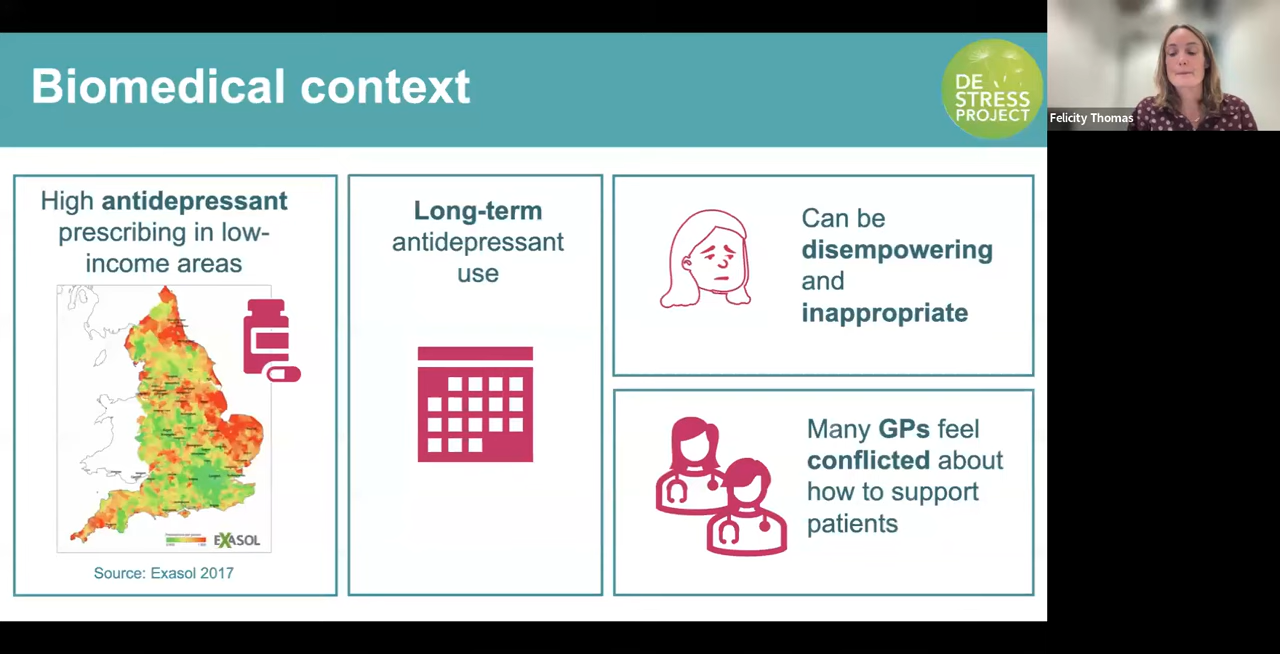 Biomedical context
DE
STRESS
PROJECT
Felicity Thomas
High antidepressant
prescribing in low-
income areas
EXASOL
Source: Exasol 2017
Long-term
antidepressant
use
Can be
disempowering
and
inappropriate
Many GPs feel
conflicted about
how to support
patients